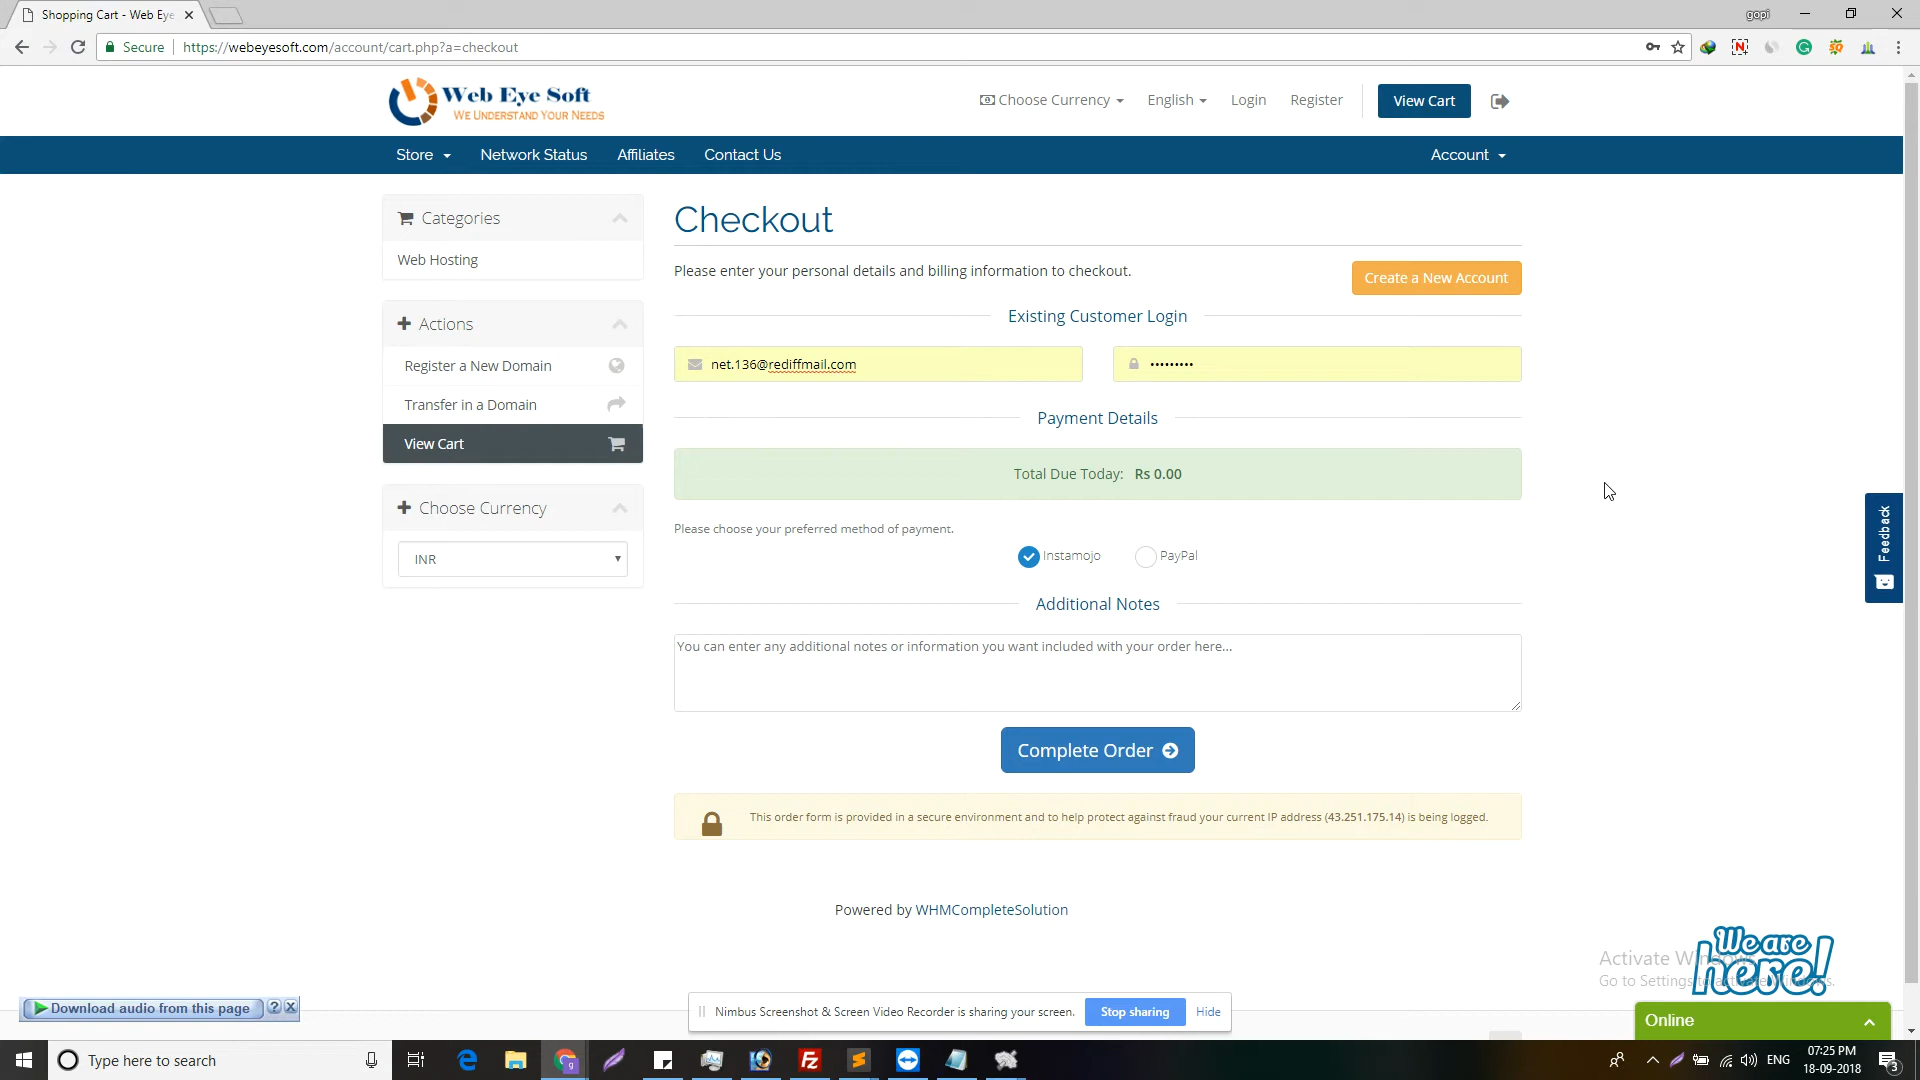 Shopping Cart - Web Eye
gopi
Secure
https://webeyesoft.com/account/cart.php?a=checkout
Web Eye Soft
We Understand Your Needs
Choose Currency
English
Login
Register
View Cart
Store
Network Status
Affiliates
Contact Us
Account
Categories
Web Hosting
Actions
Register a New Domain
Transfer in a Domain
View Cart
Choose Currency
INR
Checkout
Please enter your personal details and billing information to checkout.
Create a New Account
Existing Customer Login
net.136@rediffmail.com
•••••••••
Payment Details
Total Due Today: Rs 0.00
Please choose your preferred method of payment.
Instamojo
PayPal
Additional Notes
You can enter any additional notes or information you want included with your order here...
Complete Order
This order form is provided in a secure environment and to help protect against fraud your current IP address (43.251.175.14) is being logged.
Powered by WHMCompleteSolution
Feedback
We are
here!
Activate Windows
Go to Settings to activate Windows.
Online
Download audio from this page
Nimbus Screenshot & Screen Video Recorder is sharing your screen.
Stop sharing
Hide
Type here to search
ENG
07:25 PM
18-09-2018
3